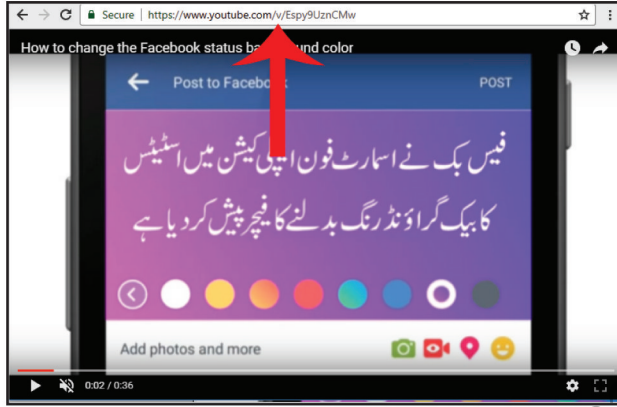 Secure | https://www.youtube.com/v/Espy9UznCMw
How to change the Facebook status background color
Post to Facebook POST
فیس بک نے اسمارٹ فون ایپلی کیشن میں اسٹیٹس
کا بیک گراؤنڈ رنگ بدلنے کا فیچر پیش کر دیا ہے
Add photos and more
0:02 / 0:36